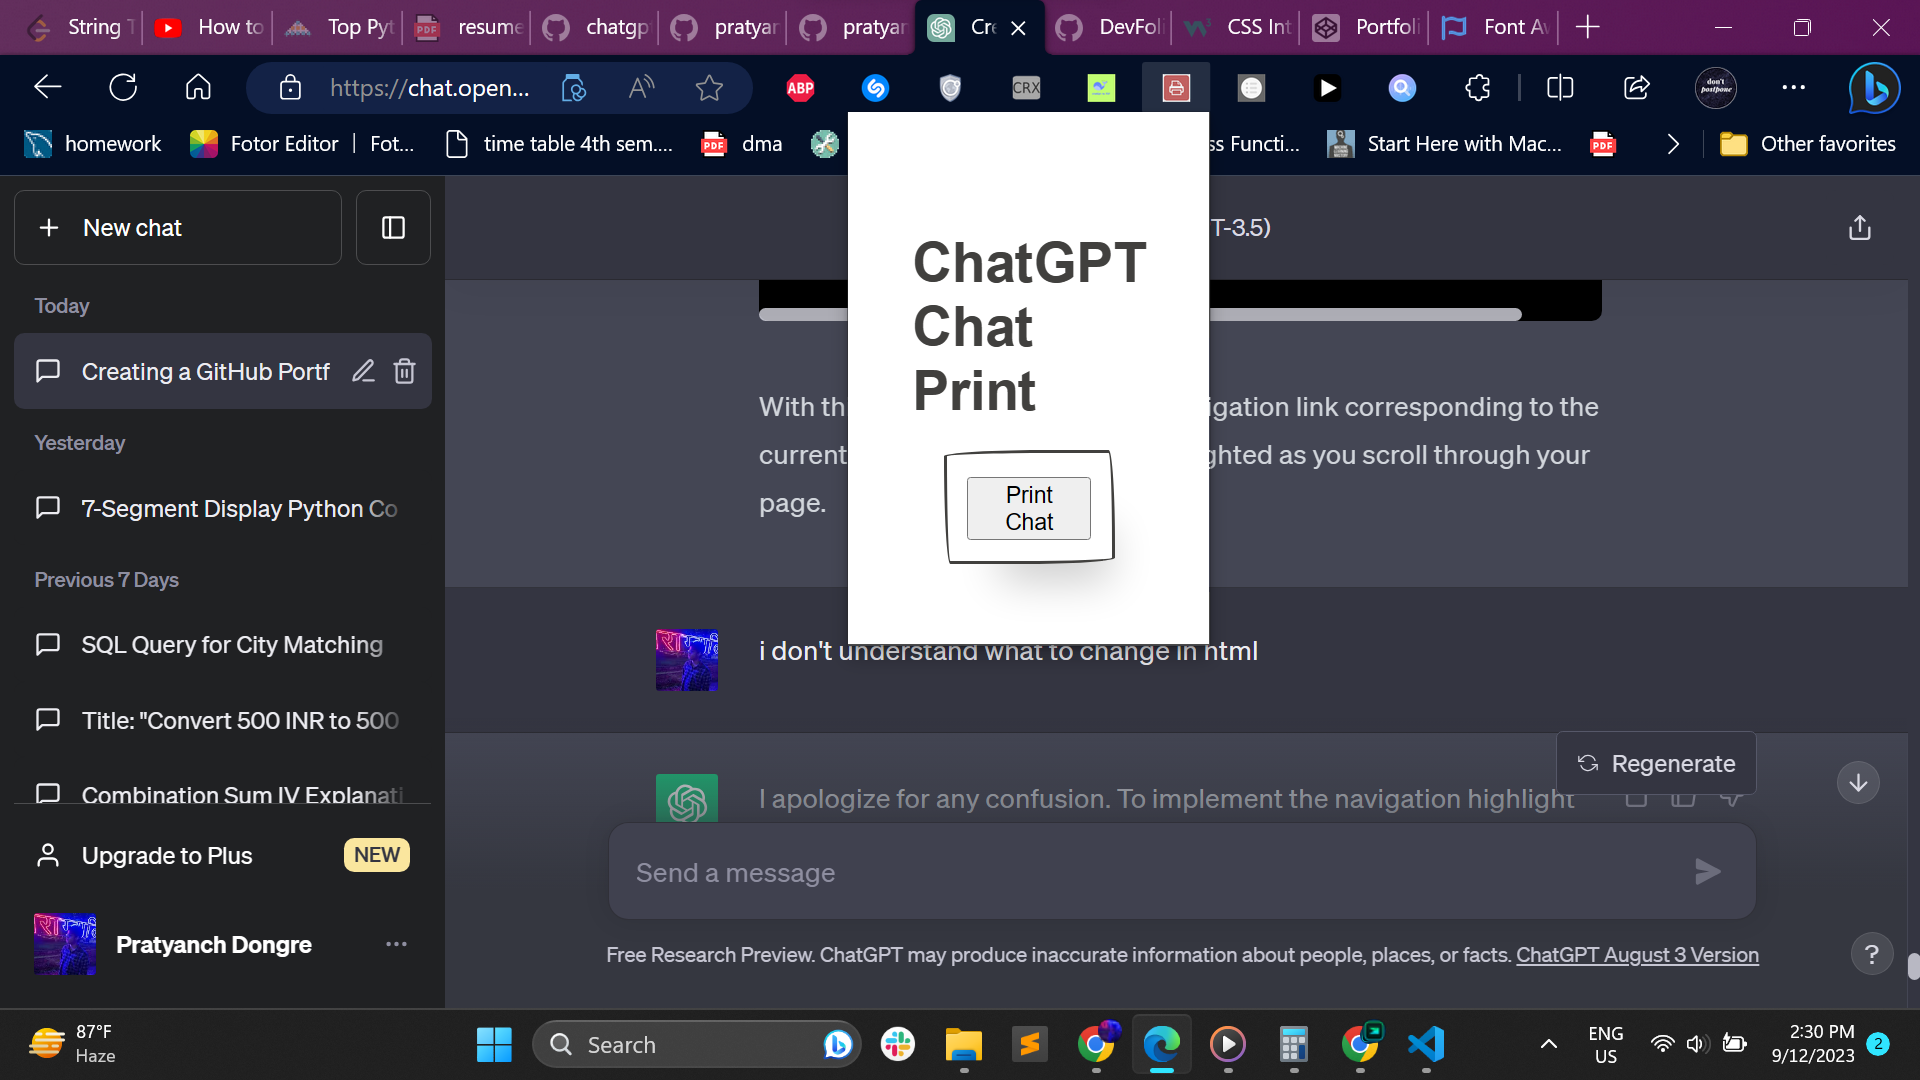 String T
How to
Top Pyt
resume
chatgp
pratyan
pratyar
Cre
DevFoli
CSS Int
Portfoli
Font Av
https://chat.open...
ABP
CRX
don't
postpone
homework
Fotor Editor | Fot...
time table 4th sem....
PDF
dma
ss Functi...
Start Here with Mac...
PDF
Other favorites
New chat
T-3.5)
Today
Creating a GitHub Portf
Yesterday
7-Segment Display Python Co
Previous 7 Days
SQL Query for City Matching
Title: "Convert 500 INR to 500
Combination Sum IV Explanati
Upgrade to Plus
NEW
Pratyanch Dongre
ChatGPT
Chat
Print
Print
Chat
With th
igation link corresponding to the
current
ghted as you scroll through your
page.
i don't understand what to change in html
Regenerate
I apologize for any confusion. To implement the navigation highlight
Send a message
Free Research Preview. ChatGPT may produce inaccurate information about people, places, or facts. ChatGPT August 3 Version
?
87°F
Haze
Search
ENG
US
2:30 PM
9/12/2023
2